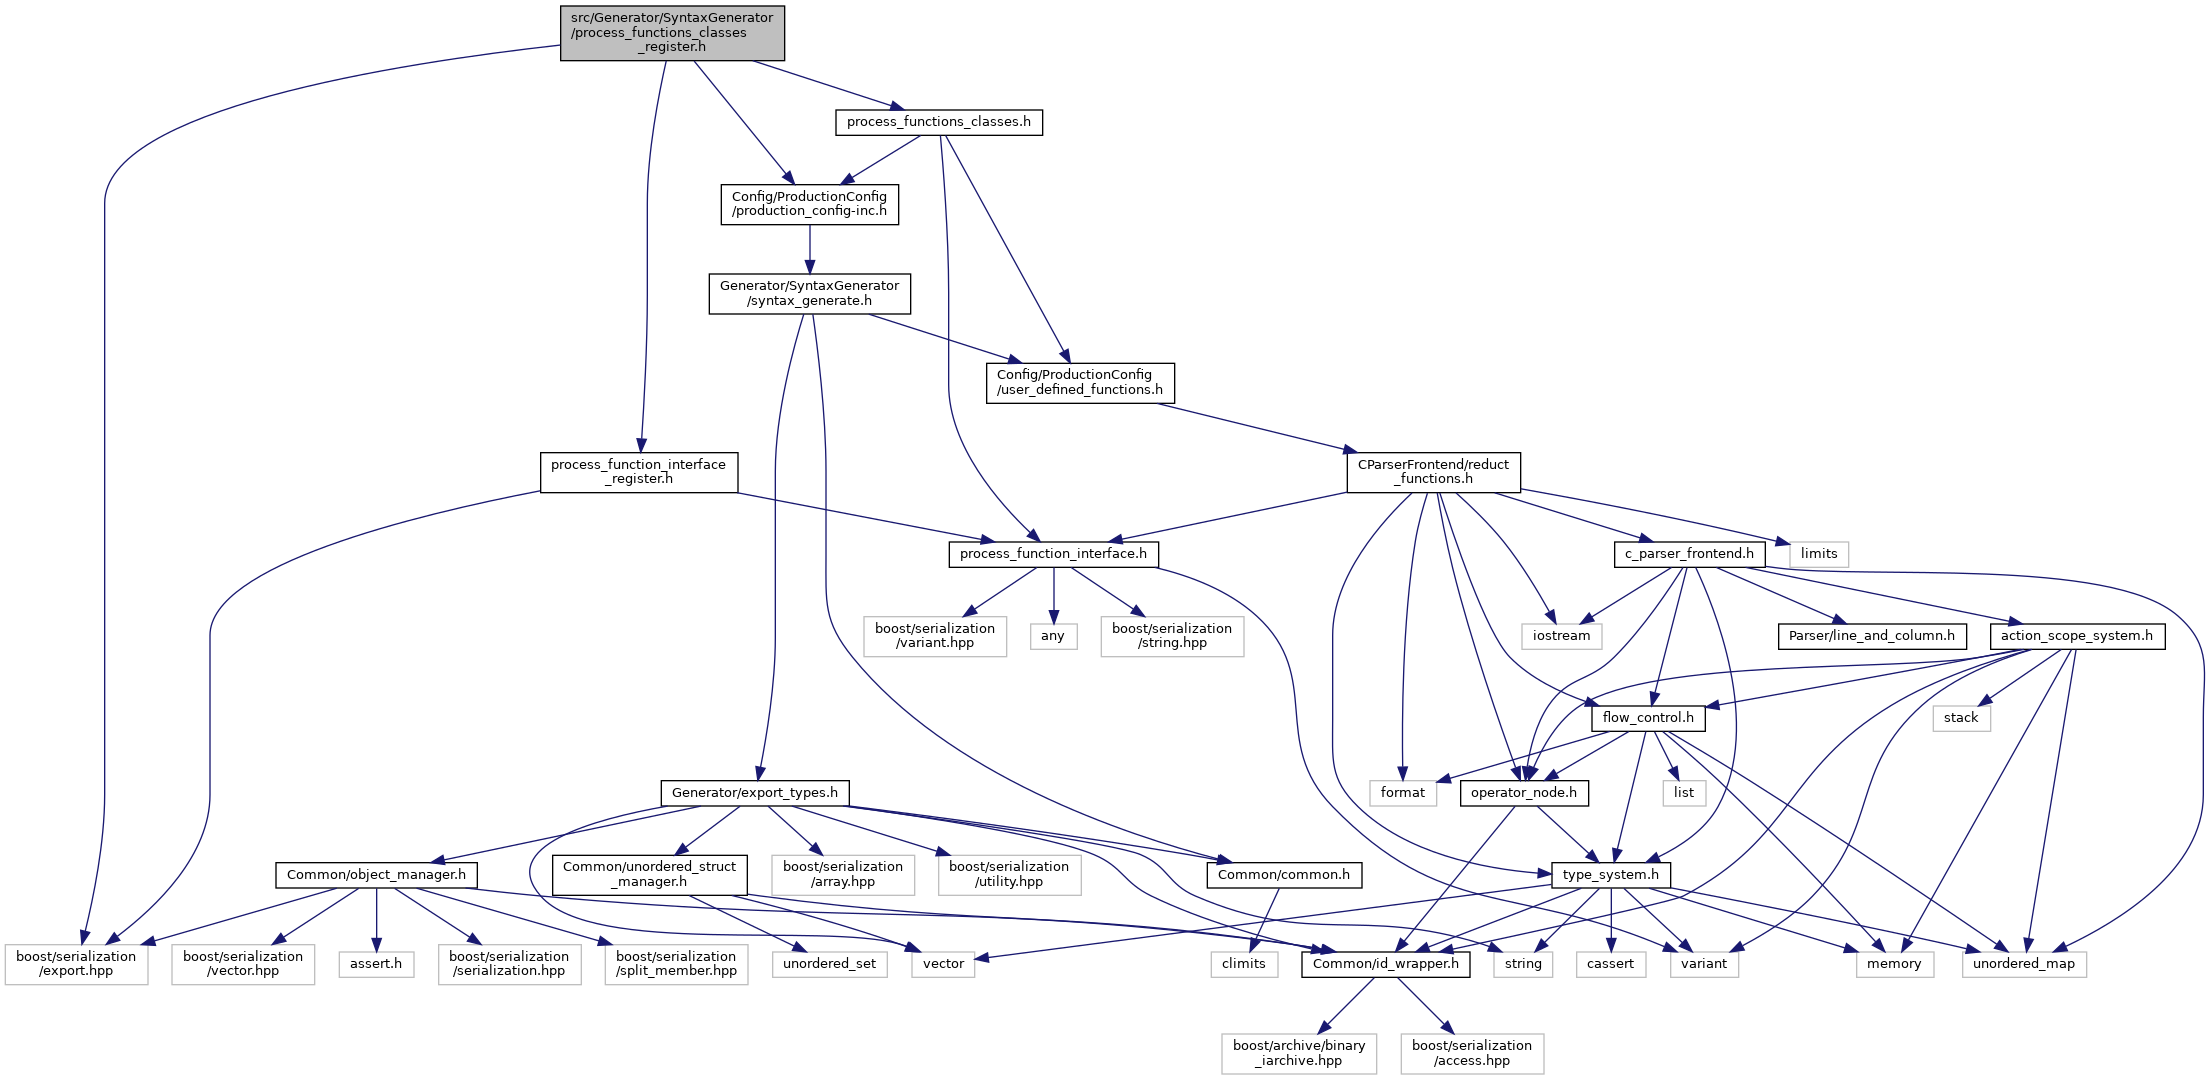 src/Generator/SyntaxGenerator
/process_functions_classes
_register.h
process_functions_classes.h
Config/ProductionConfig
/production_config-inc.h
Generator/SyntaxGenerator
/syntax_generate.h
Config/ProductionConfig
/user_defined_functions.h
process_function_interface
_register.h
CParserFrontend/reduct
_functions.h
process_function_interface.h
c_parser_frontend.h
limits
boost/serialization
/variant.hpp
any
boost/serialization
/string.hpp
iostream
Parser/line_and_column.h
action_scope_system.h
flow_control.h
stack
Generator/export_types.h
format
operator_node.h
list
Common/object_manager.h
Common/unordered_struct
_manager.h
boost/serialization
/array.hpp
boost/serialization
/utility.hpp
Common/common.h
type_system.h
boost/serialization
/export.hpp
boost/serialization
/vector.hpp
assert.h
boost/serialization
/serialization.hpp
boost/serialization
/split_member.hpp
unordered_set
vector
climits
Common/id_wrapper.h
string
cassert
variant
memory
unordered_map
boost/archive/binary
_iarchive.hpp
boost/serialization
/access.hpp